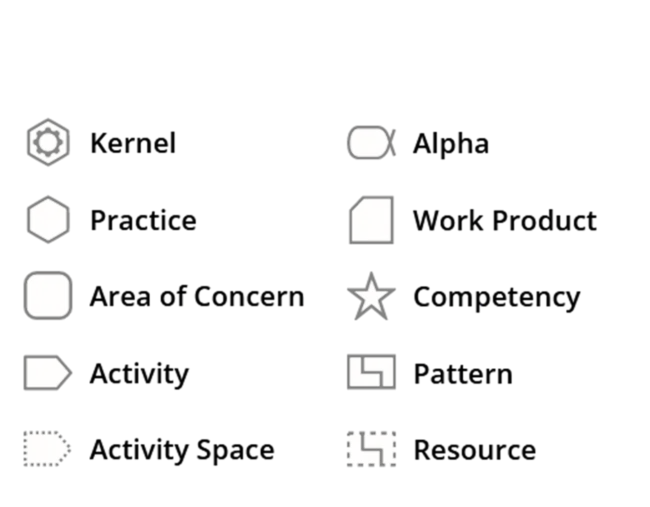 Kernel
Practice
Area of Concern
Activity
Activity Space
Alpha
Work Product
Competency
Pattern
Resource